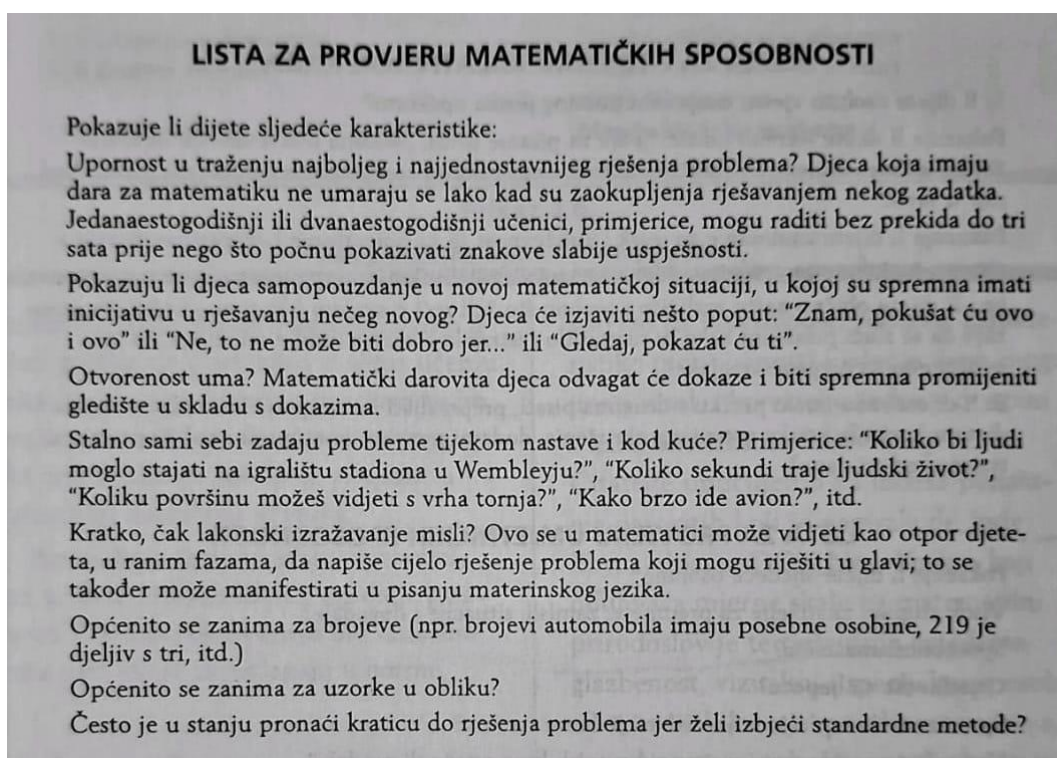 LISTA ZA PROVJERU MATEMATIČKIH SPOSOBNOSTI
Pokazuje li dijete sljedeće karakteristike:
Upornost u traženju najboljeg i najjednostavnijeg rješenja problema? Djeca koja imaju
dara za matematiku ne umaraju se lako kad su zaokupljenja rješavanjem nekog zadatka.
Jedanaestogodišnji ili dvanaestogodišnji učenici, primjerice, mogu raditi bez prekida do tri
sata prije nego što počnu pokazivati znakove slabije uspješnosti.
Pokazuju li djeca samopouzdanje u novoj matematičkoj situaciji, u kojoj su spremna imati
inicijativu u rješavanju nečeg novog? Djeca će izjaviti nešto poput: “Znam, pokušat ću ovo
i ovo” ili “Ne, to ne može biti dobro jer...” ili “Gledaj, pokazat ću ti”.
Otvorenost uma? Matematički darovita djeca odvagat će dokaze i biti spremna promijeniti
gledište u skladu s dokazima.
Stalno sami sebi zadaju probleme tijekom nastave i kod kuće? Primjerice: “Koliko bi ljudi
moglo stajati na igralištu stadiona u Wembleyju?”, “Koliko sekundi traje ljudski život?”,
“Koliku površinu možeš vidjeti s vrha tornja?”, “Kako brzo ide avion?”, itd.
Kratko, čak lakonski izražavanje misli? Ovo se u matematici može vidjeti kao otpor djete-
ta, u ranim fazama, da napiše cijelo rješenje problema koji mogu riješiti u glavi; to se
također može manifestirati u pisanju materinskog jezika.
Općenito se zanima za brojeve (npr. brojevi automobila imaju posebne osobine, 219 je
djeljiv s tri, itd.)
Općenito se zanima za uzorke u obliku?
Često je u stanju pronaći kraticu do rješenja problema jer želi izbjeći standardne metode?